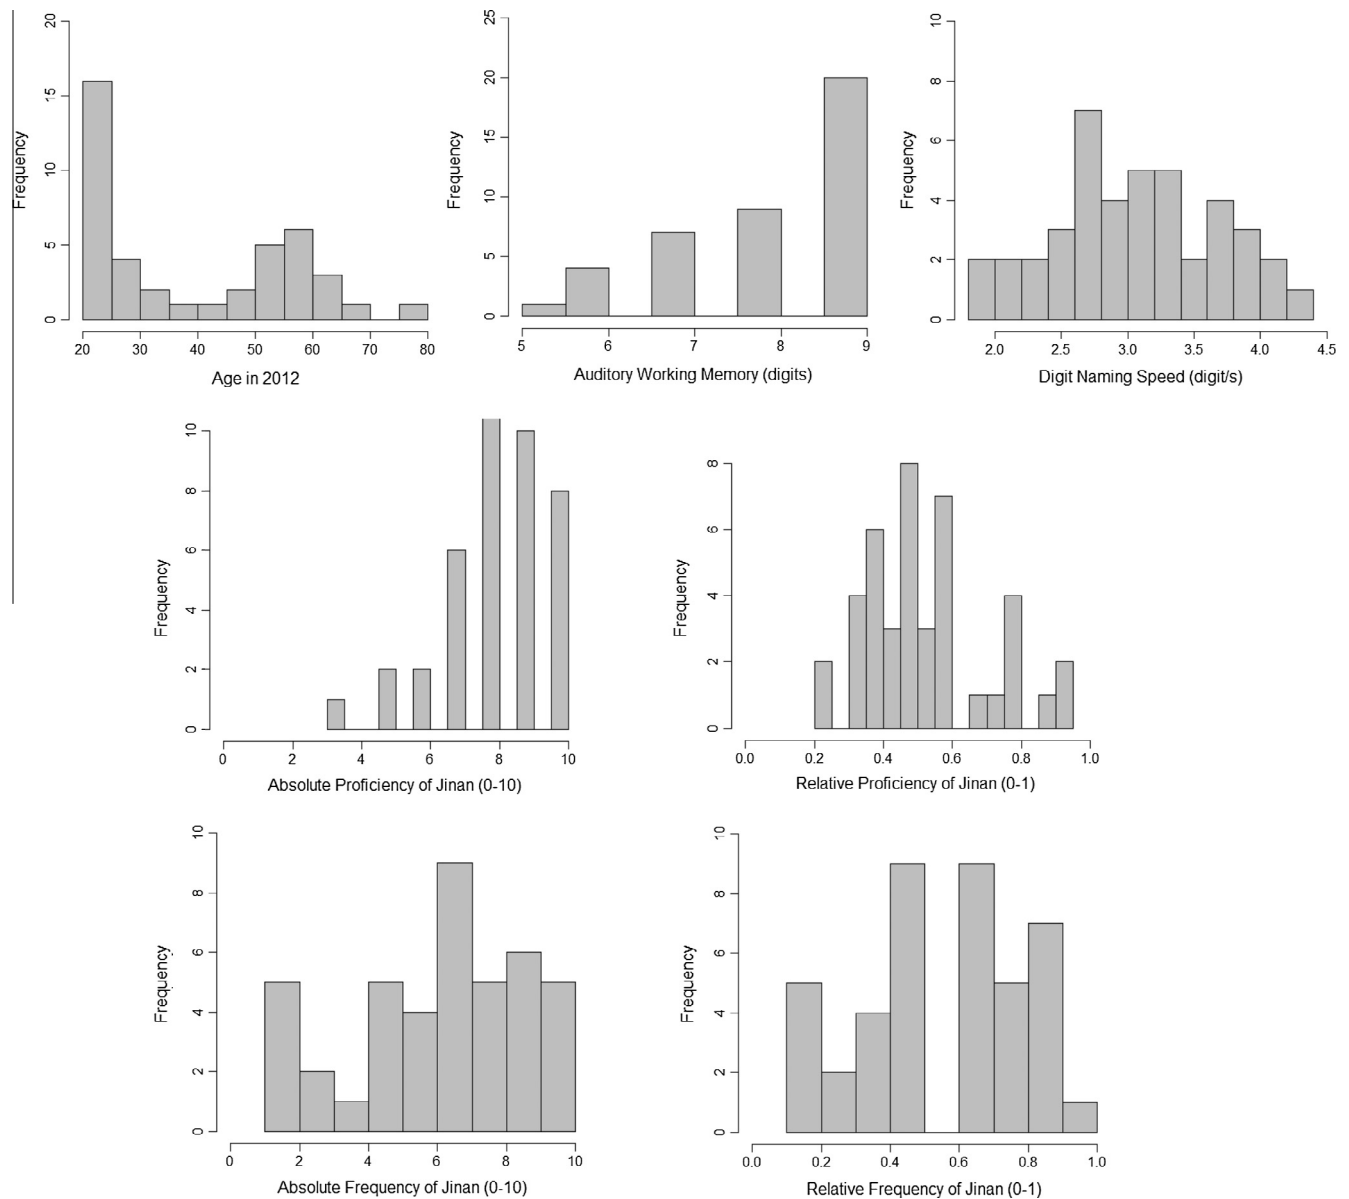 20
15
10
5
0
Frequency
20 30 40 50 60 70 80
Age in 2012
25
20
15
10
5
0
Frequency
5 6 7 8 9
Auditory Working Memory (digits)
10
8
6
4
2
0
Frequency
2.0 2.5 3.0 3.5 4.0 4.5
Digit Naming Speed (digit/s)
10
8
6
4
2
0
Frequency
0 2 4 6 8 10
Absolute Proficiency of Jinan (0-10)
8
6
4
2
0
Frequency
0.0 0.2 0.4 0.6 0.8 1.0
Relative Proficiency of Jinan (0-1)
10
8
6
4
2
0
Frequency
0 2 4 6 8 10
Absolute Frequency of Jinan (0-10)
10
8
6
4
2
0
Frequency
0.0 0.2 0.4 0.6 0.8 1.0
Relative Frequency of Jinan (0-1)